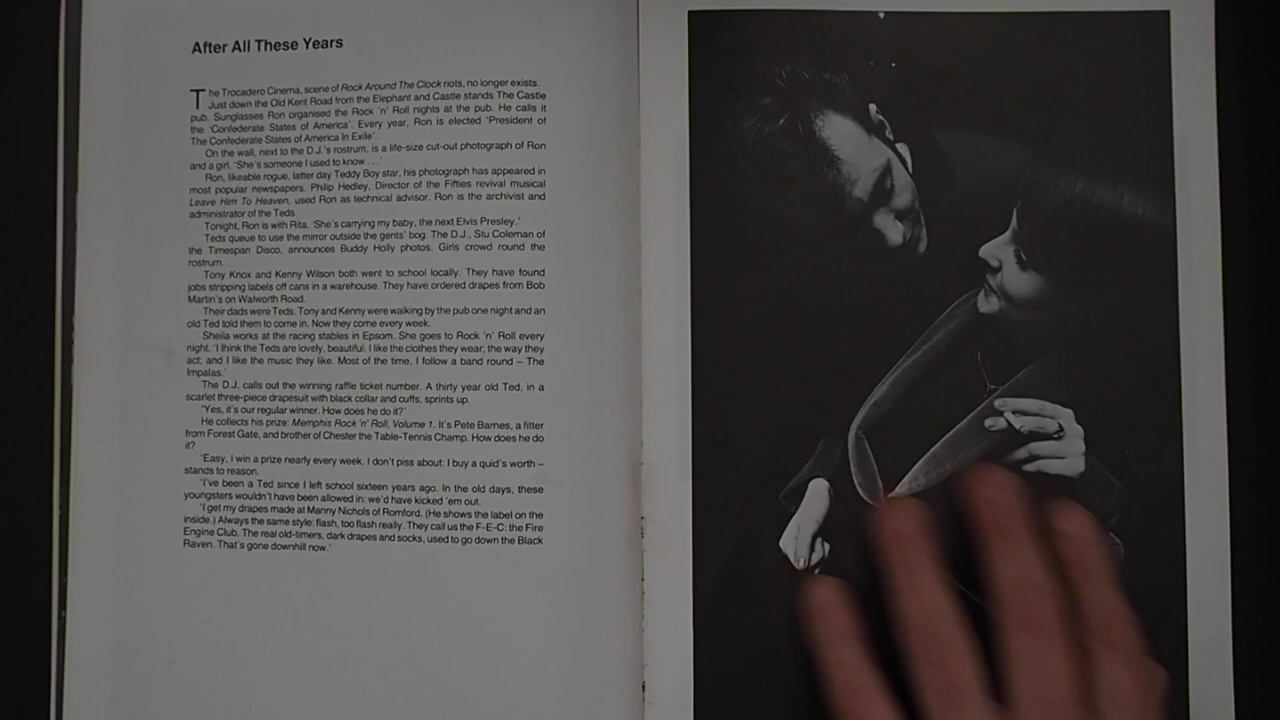 After All These Years
The Trocadero Cinema, scene of Rock Around The Clock riots, no longer exists.
Just down the Old Kent Road from the Elephant and Castle stands The Castle
pub. Sunglasses Ron organised the Rock 'n' Roll nights at the pub. He calls it
the 'Confederate States of America'. Every year, Ron is elected 'President of
The Confederate States of America In Exile'.
On the wall, next to the D.J.'s rostrum, is a life-size cut-out photograph of Ron
and a girl. 'She's someone I used to know . . .'
Ron, likeable rogue, latter day Teddy Boy star, his photograph has appeared in
most popular newspapers. Philip Hedley, Director of the Fifties revival musical
Leave Him To Heaven, used Ron as technical advisor. Ron is the archivist and
administrator of the Teds.
Tonight, Ron is with Rita. 'She's carrying my baby, the next Elvis Presley.'
Teds queue to use the mirror outside the gents' bog. The D.J., Stu Coleman of
the Timespan Disco, announces Buddy Holly photos. Girls crowd round the
rostrum.
Tony Knox and Kenny Wilson both went to school locally. They have found
jobs stripping labels off cans in a warehouse. They have ordered drapes from Bob
Martin's on Walworth Road.
Their dads were Teds. Tony and Kenny were walking by the pub one night and an
old Ted told them to come in. Now they come every week.
Sheila works at the racing stables in Epsom. She goes to Rock 'n' Roll every
night. 'I think the Teds are lovely, beautiful. I like the clothes they wear; the way they
act; and I like the music they like. Most of the time, I follow a band round – The
Impalas.'
The D.J. calls out the winning raffle ticket number. A thirty year old Ted, in a
scarlet three-piece drapesuit with black collar and cuffs, sprints up.
'Yes, it's our regular winner. How does he do it?'
He collects his prize: Memphis Rock 'n' Roll, Volume 1. It's Pete Barnes, a fitter
from Forest Gate, and brother of Chester the Table-Tennis Champ. How does he do
it?
'Easy, I win a prize nearly every week. I don't piss about: I buy a quid's worth –
stands to reason.
'I've been a Ted since I left school sixteen years ago. In the old days, these
youngsters wouldn't have been allowed in: we'd have kicked 'em out.
'I get my drapes made at Manny Nichols of Romford. (He shows the label on the
inside.) Always the same style: flash, too flash really. They call us the F-E-C: the Fire
Engine Club. The real old-timers, dark drapes and socks, used to go down the Black
Raven. That's gone downhill now.'